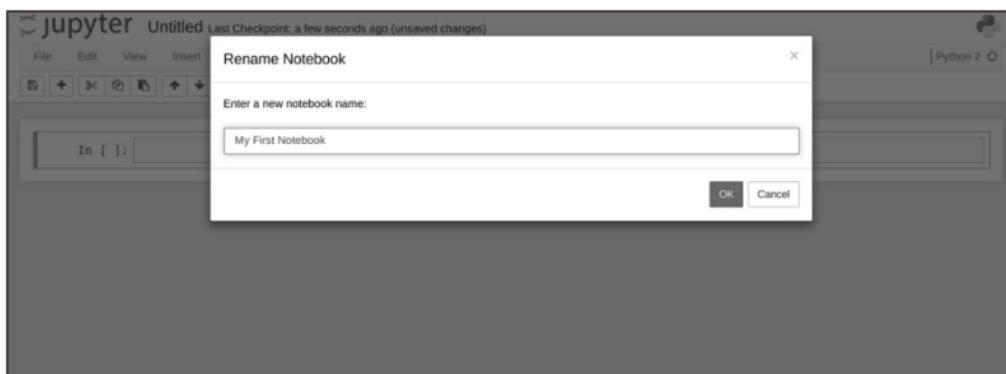 jupyter Untitled Last Checkpoint: a few seconds ago (unsaved changes)
File Edit View Insert
Python 2
Rename Notebook
×
Enter a new notebook name:
My First Notebook
OK Cancel
In [ ]: